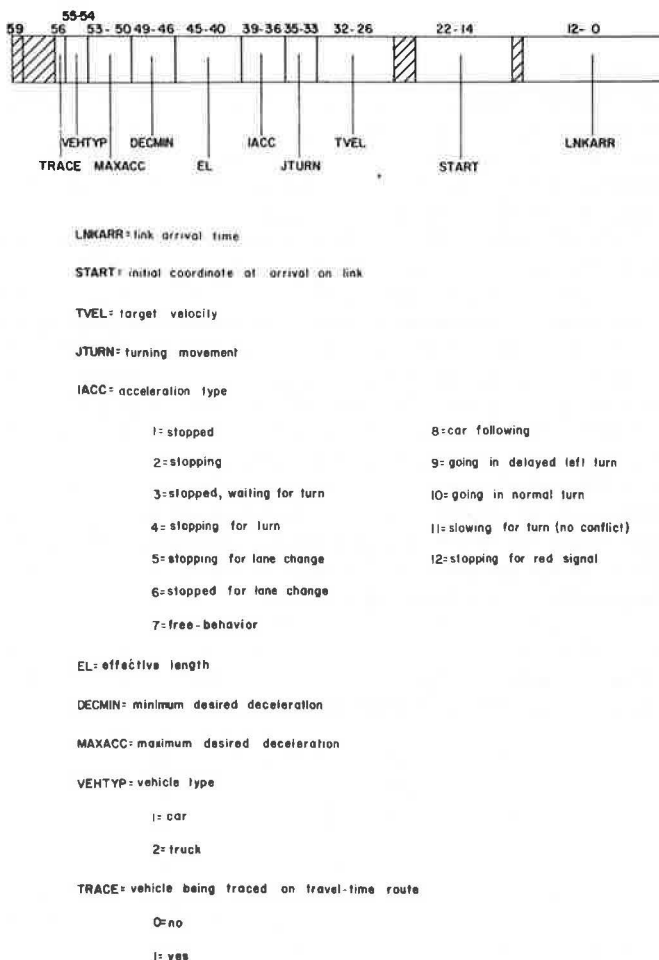 55-54
59 56 53-50 49-46 45-40 39-36 35-33 32-26 22-14 12-0
VEHTYP DECMIN IACC TVEL LNKARR
TRACE MAXACC EL JTURN START
LNKARR= link arrival time
START= initial coordinate at arrival on link
TVEL= target velocity
JTURN= turning movement
IACC= acceleration type
1= stopped 8= car following
2= stopping 9= going in delayed left turn
3= stopped, waiting for turn 10= going in normal turn
4= stopping for turn 11= slowing for turn (no conflict)
5= stopping for lane change 12= stopping for red signal
6= stopped for lane change
7= free-behavior
EL= effective length
DECMIN= minimum desired deceleration
MAXACC= maximum desired deceleration
VEHTYP= vehicle type
1= car
2= truck
TRACE= vehicle being traced on travel-time route
0=no
1= yes